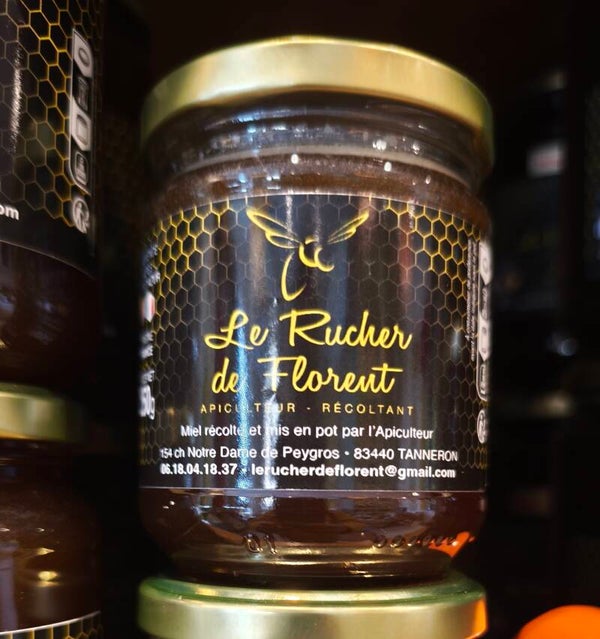 Le Rucher
de Florent
APICULTEUR - RÉCOLTANT
Miel récolté et mis en pot par l'Apiculteur
154 ch Notre Dame de Peygros • 83440 TANNERON
06.18.04.18.37 - lerucherdeflorent@gmail.com
om